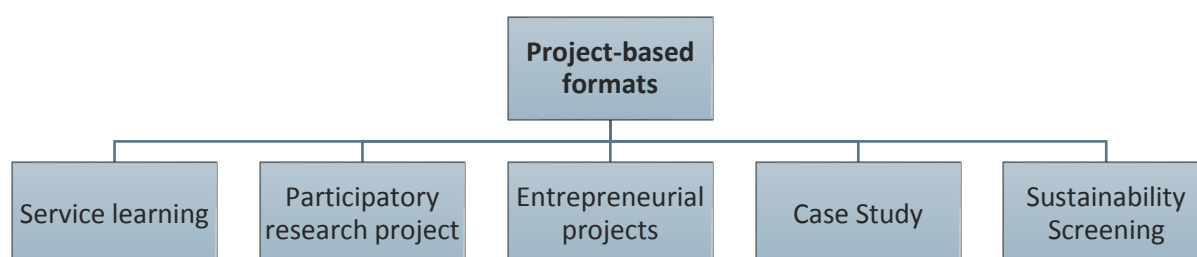 Project-based
formats
Service learning
Participatory
research project
Entrepreneurial
projects
Case Study
Sustainability
Screening